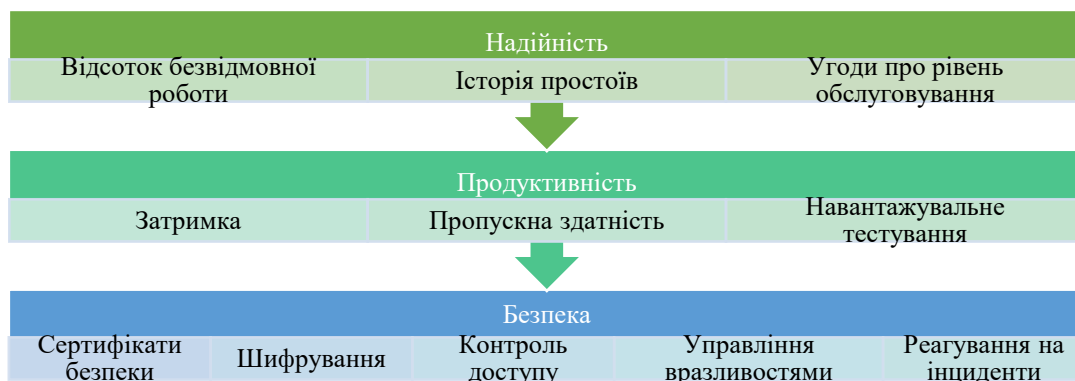 Надійність
Відсоток безвідмовної
роботи
Історія простоїв
Угоди про рівень
обслуговування
Продуктивність
Затримка
Пропускна здатність
Навантажувальне
тестування
Безпека
Сертифікати
безпеки
Шифрування
Контроль
доступу
Управління
вразливостями
Реагування на
інциденти